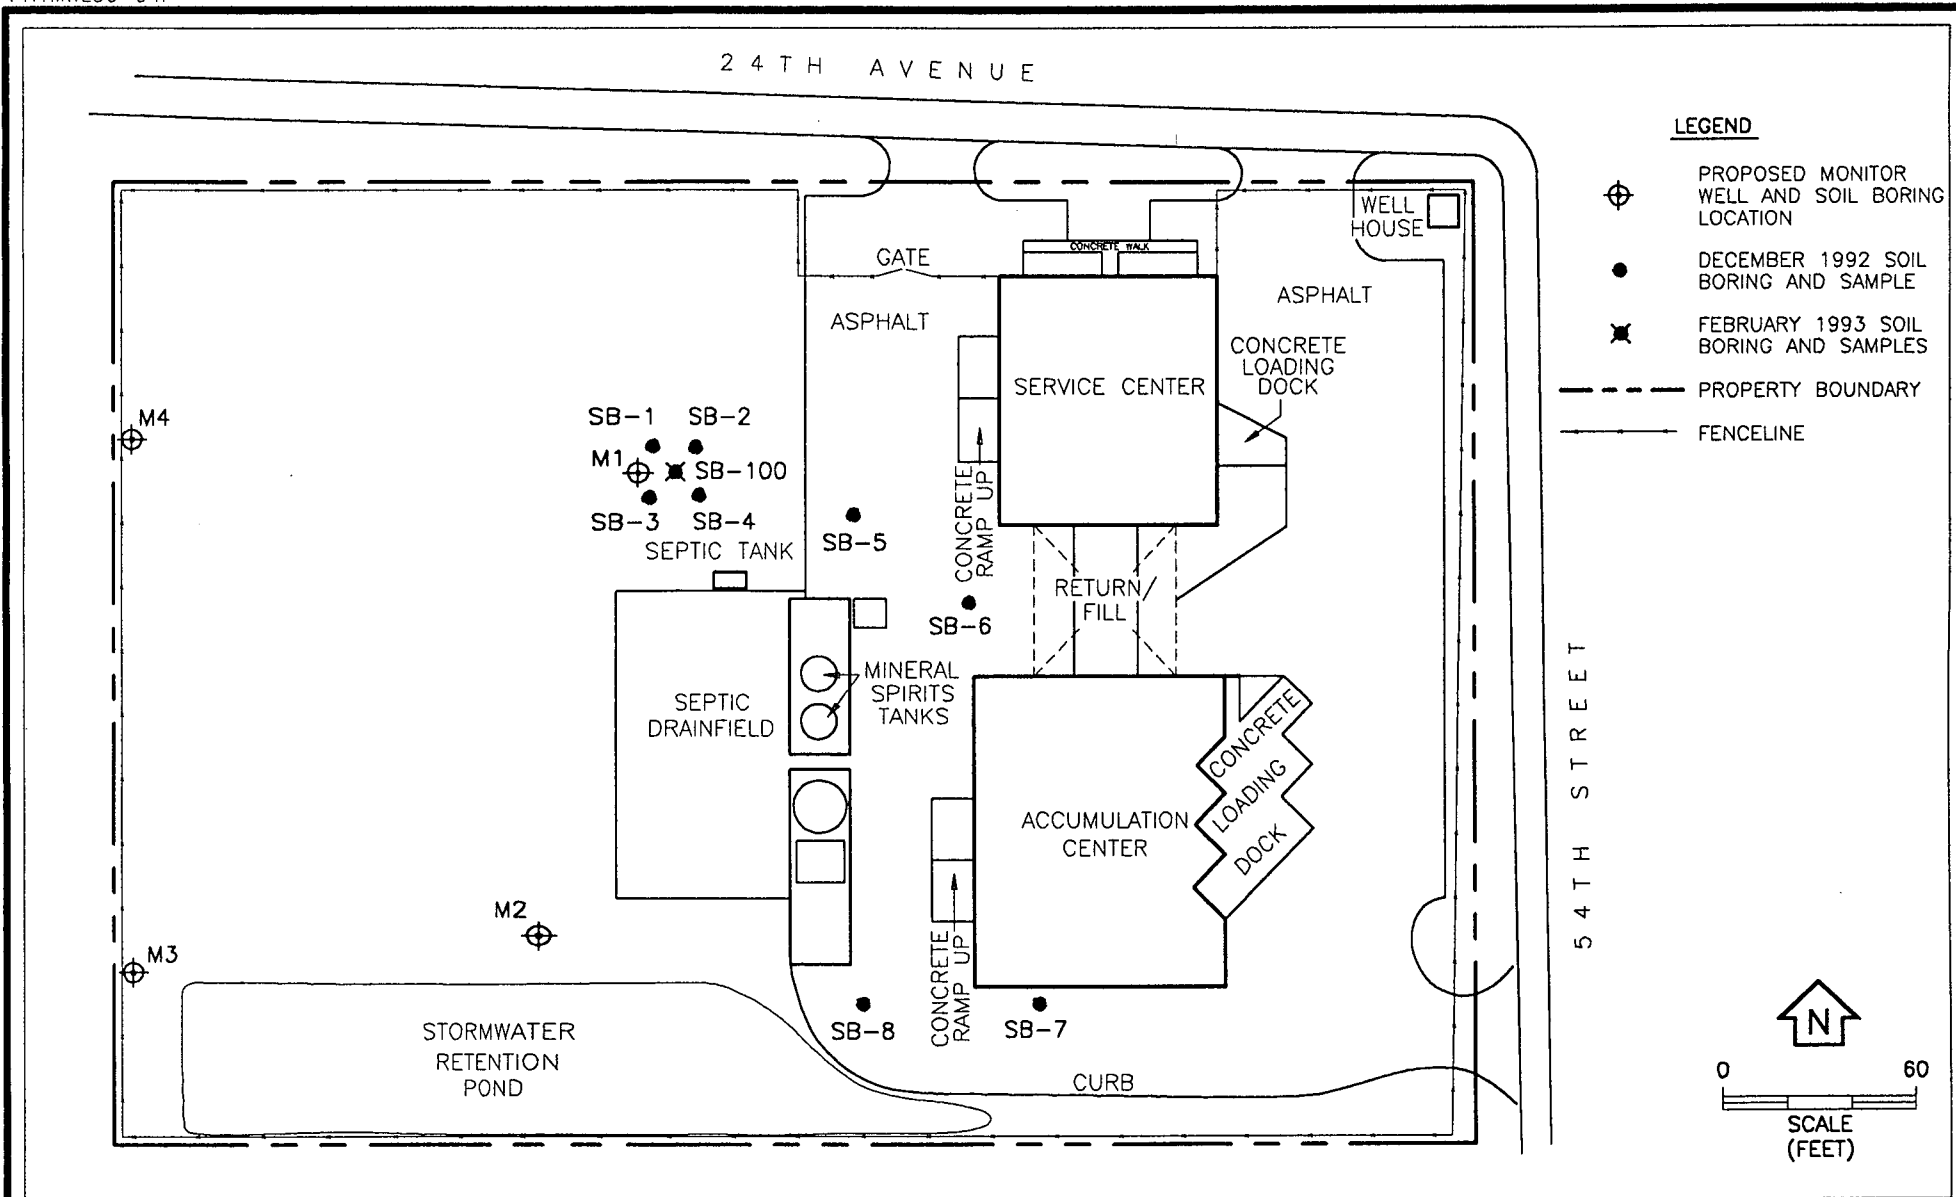 24TH AVENUE
LEGEND
PROPOSED MONITOR
WELL AND SOIL BORING
LOCATION
DECEMBER 1992 SOIL
BORING AND SAMPLE
FEBRUARY 1993 SOIL
BORING AND SAMPLES
PROPERTY BOUNDARY
FENCELINE
WELL
HOUSE
CONCRETE WALK
GATE
ASPHALT
ASPHALT
CONCRETE
LOADING
DOCK
SERVICE CENTER
CONCRETE
RAMP UP
M4
SB-1
SB-2
M1
SB-100
SB-3
SB-4
SEPTIC TANK
SB-5
SB-6
RETURN/
FILL
MINERAL
SPIRITS
TANKS
SEPTIC
DRAINFIELD
CONCRETE
LOADING
DOCK
ACCUMULATION
CENTER
CONCRETE
RAMP UP
54TH STREET
M2
M3
SB-8
SB-7
STORMWATER
RETENTION
POND
CURB
N
0 60
SCALE
(FEET)